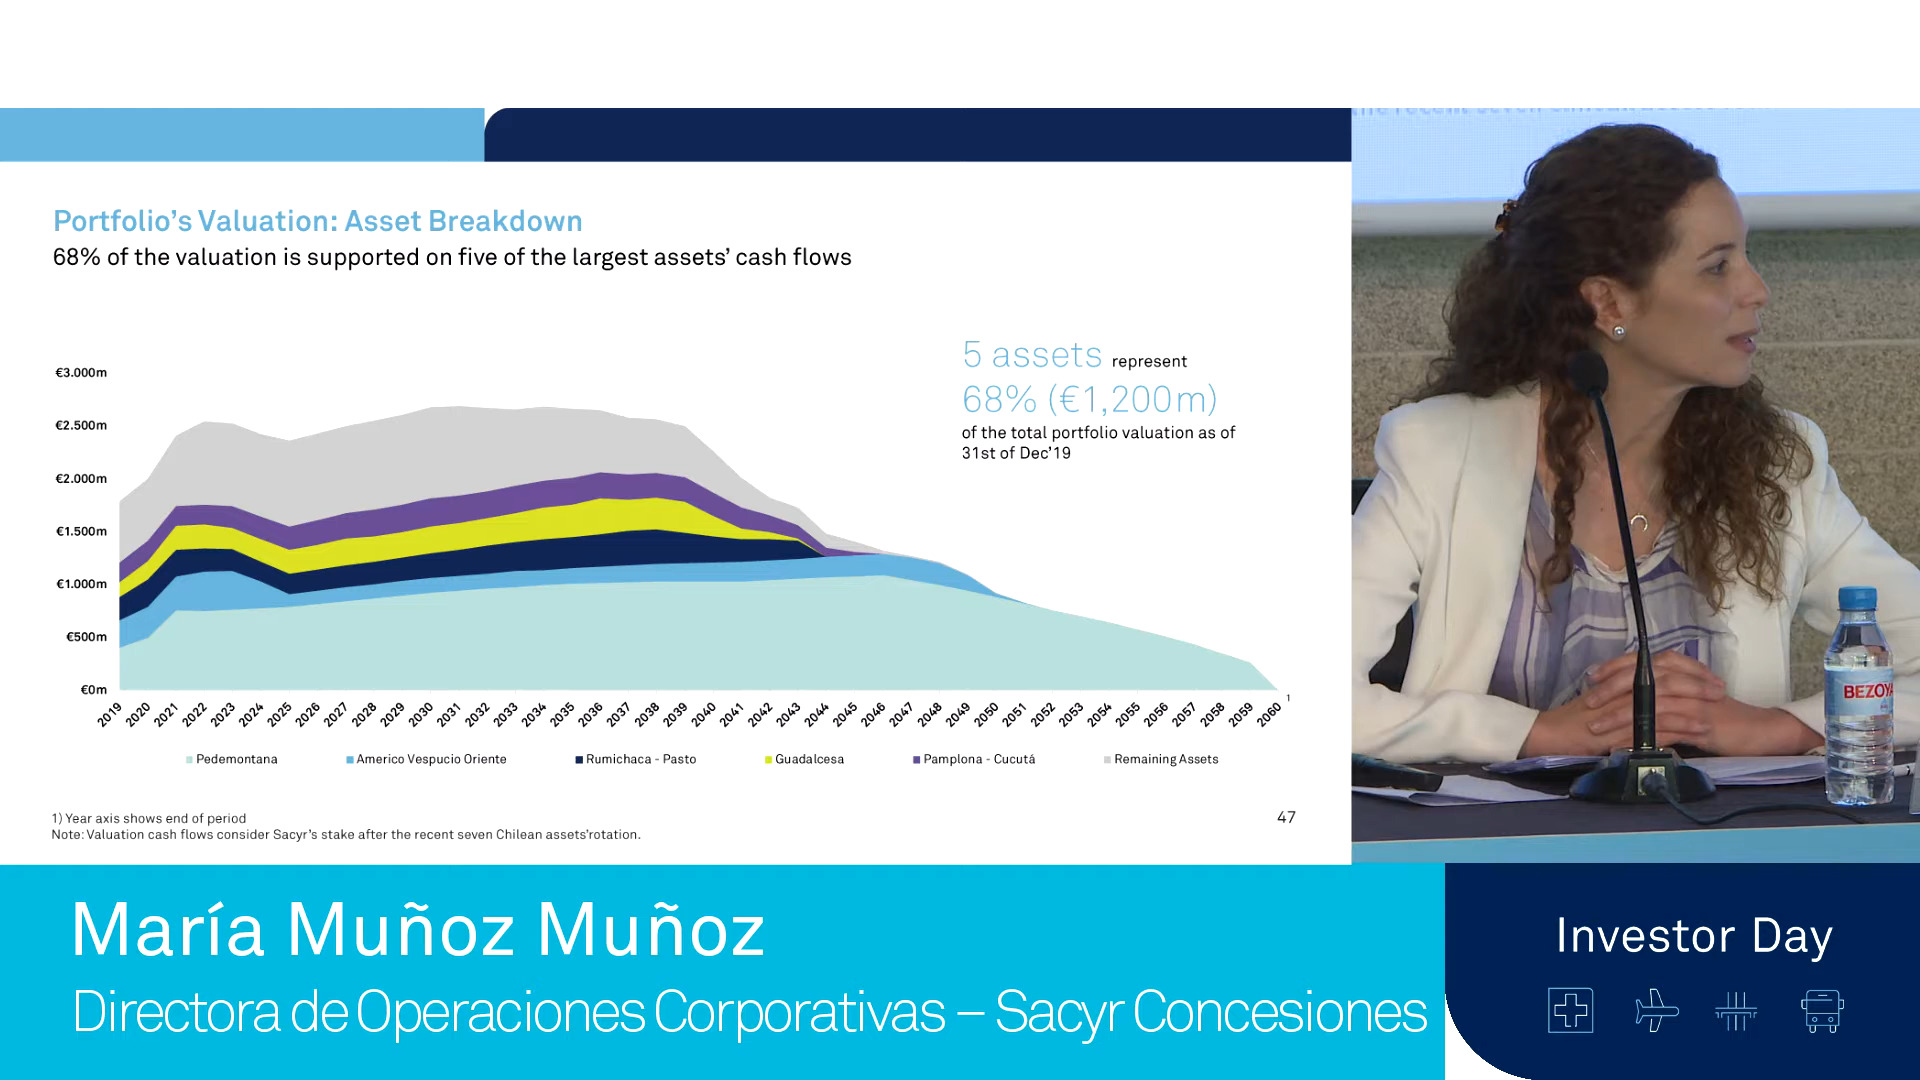 Portfolio’s Valuation: Asset Breakdown
68% of the valuation is supported on five of the largest assets’ cash flows
5 assets represent
68% (€1,200m)
of the total portfolio valuation as of
31st of Dec’19
€3.000m
€2.500m
€2.000m
€1.500m
€1.000m
€500m
€0m
2019 2020 2021 2022 2023 2024 2025 2026 2027 2028 2029 2030 2031 2032 2033 2034 2035 2036 2037 2038 2039 2040 2041 2042 2043 2044 2045 2046 2047 2048 2049 2050 2051 2052 2053 2054 2055 2056 2057 2058 2059 2060 1
Pedemontana Americo Vespucio Oriente Rumichaca - Pasto Guadalcesa Pamplona - Cucutá Remaining Assets
1) Year axis shows end of period
Note: Valuation cash flows consider Sacyr’s stake after the recent seven Chilean assets’rotation.
47
BEZOYA
María Muñoz Muñoz
Directora de Operaciones Corporativas – Sacyr Concesiones
Investor Day